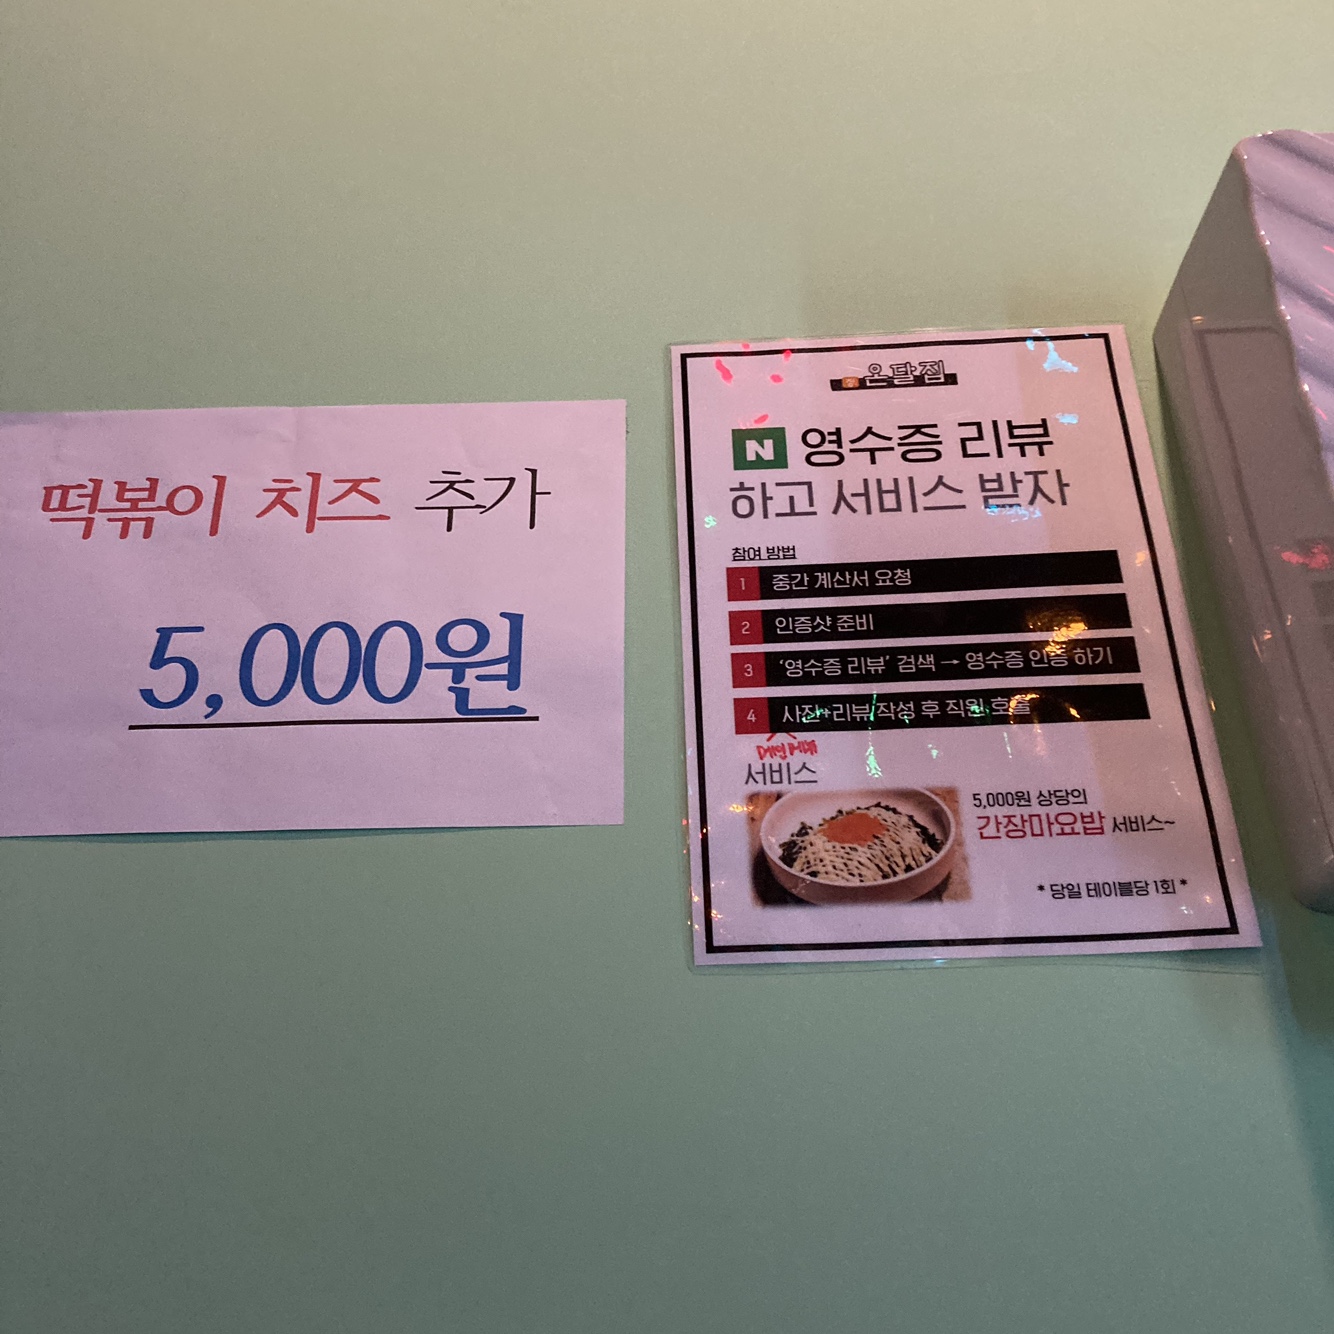 떡볶이 치즈 추가
5,000원
온달집
N 영수증 리뷰
하고 서비스 받자
참여 방법
1 중간 계산서 요청
2 인증샷 준비
3 '영수증 리뷰' 검색 → 영수증 인증 하기
4 사진+리뷰 작성 후 직원 호출
메인메뉴
서비스
5,000원 상당의
간장마요밥 서비스~
* 당일 테이블당 1회 *